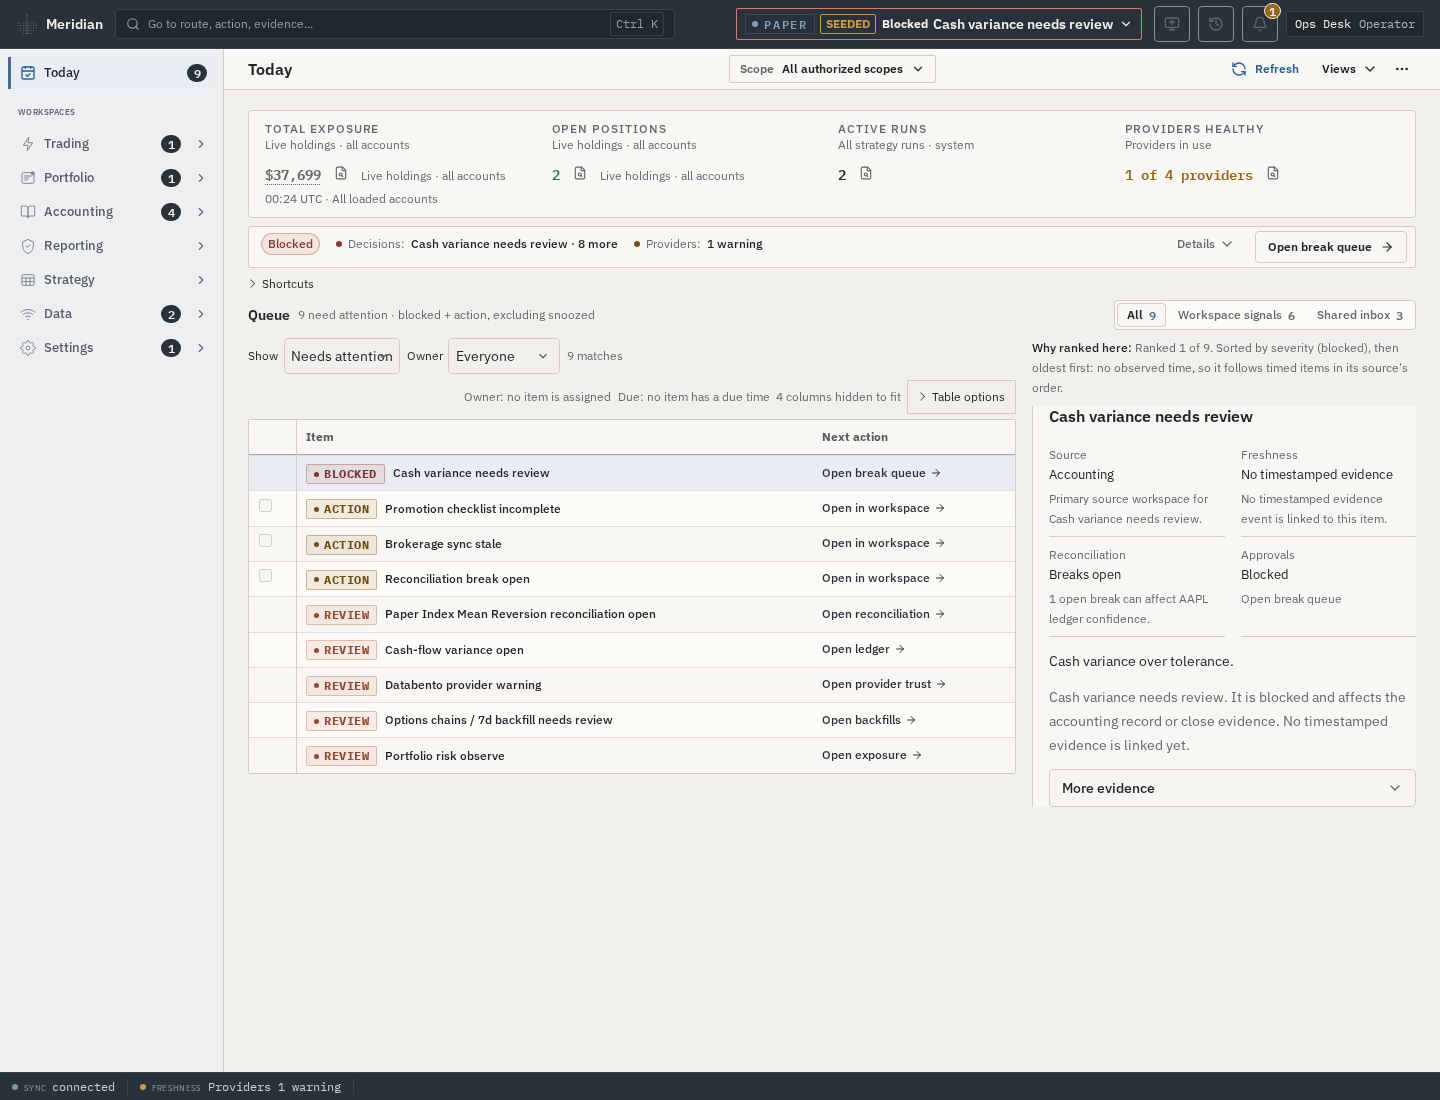 Meridian
Go to route, action, evidence... Ctrl K
PAPER SEEDED Blocked Cash variance needs review
1
Ops Desk Operator
Today 9
WORKSPACES
Trading 1
Portfolio 1
Accounting 4
Reporting
Strategy
Data 2
Settings 1
Today
Scope All authorized scopes
Refresh Views
TOTAL EXPOSURE
Live holdings · all accounts
$37,699 Live holdings · all accounts
00:24 UTC · All loaded accounts
OPEN POSITIONS
Live holdings · all accounts
2 Live holdings · all accounts
ACTIVE RUNS
All strategy runs · system
2
PROVIDERS HEALTHY
Providers in use
1 of 4 providers
Blocked Decisions: Cash variance needs review · 8 more Providers: 1 warning Details Open break queue
Shortcuts
Queue 9 need attention · blocked + action, excluding snoozed
All 9 Workspace signals 6 Shared inbox 3
Show Needs attention Owner Everyone 9 matches
Owner: no item is assigned Due: no item has a due time 4 columns hidden to fit Table options
Item Next action
BLOCKED Cash variance needs review Open break queue
ACTION Promotion checklist incomplete Open in workspace
ACTION Brokerage sync stale Open in workspace
ACTION Reconciliation break open Open in workspace
REVIEW Paper Index Mean Reversion reconciliation open Open reconciliation
REVIEW Cash-flow variance open Open ledger
REVIEW Databento provider warning Open provider trust
REVIEW Options chains / 7d backfill needs review Open backfills
REVIEW Portfolio risk observe Open exposure
Why ranked here: Ranked 1 of 9. Sorted by severity (blocked), then
oldest first: no observed time, so it follows timed items in its source's
order.
Cash variance needs review
Source
Accounting
Primary source workspace for
Cash variance needs review.
Freshness
No timestamped evidence
No timestamped evidence
event is linked to this item.
Reconciliation
Breaks open
1 open break can affect AAPL
ledger confidence.
Approvals
Blocked
Open break queue
Cash variance over tolerance.
Cash variance needs review. It is blocked and affects the
accounting record or close evidence. No timestamped
evidence is linked yet.
More evidence
SYNC connected FRESHNESS Providers 1 warning